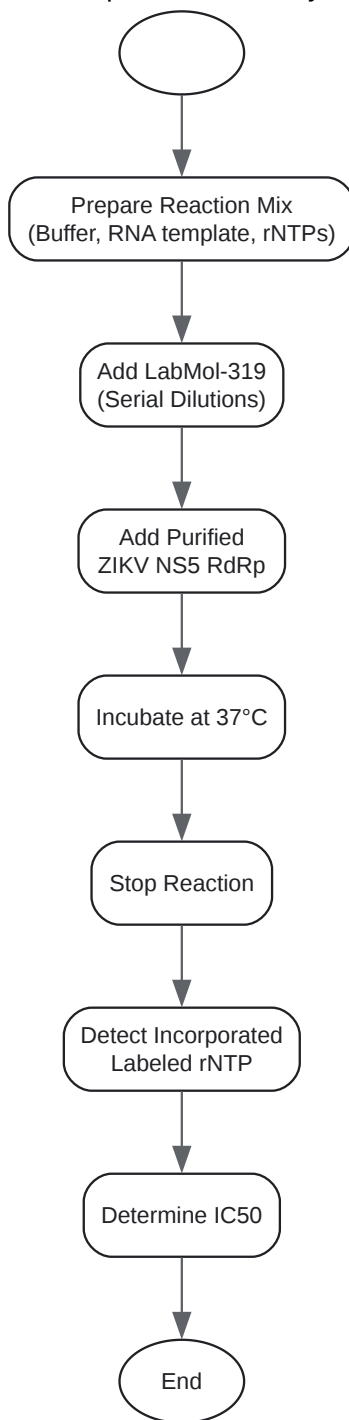 Prepare Reaction Mix
(Buffer, RNA template, rNTPs)
Add LabMol-319
(Serial Dilutions)
Add Purified
ZIKV NS5 RdRp
Incubate at 37°C
Stop Reaction
Detect Incorporated
Labeled rNTP
Determine IC50
End